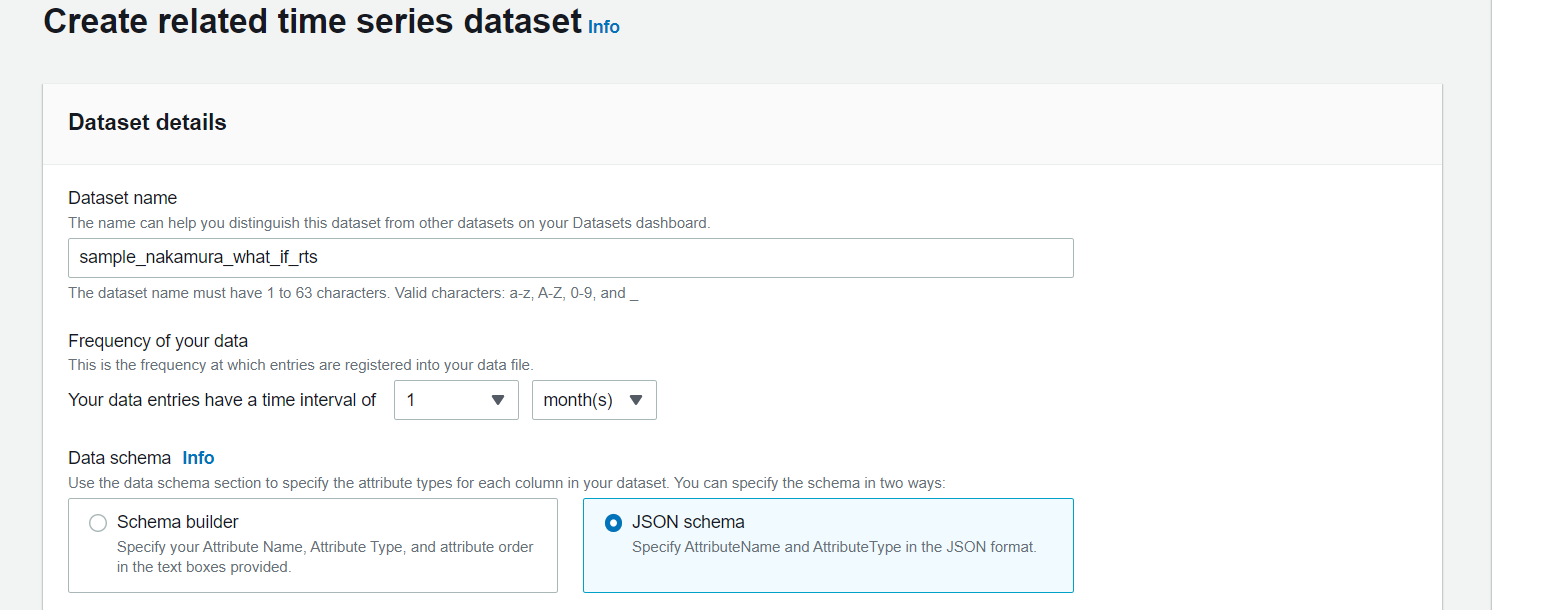 Create related time series dataset Info
Dataset details
Dataset name
The name can help you distinguish this dataset from other datasets on your Datasets dashboard.
sample_nakamura_what_if_rts
The dataset name must have 1 to 63 characters. Valid characters: a-z, A-Z, 0-9, and _
Frequency of your data
This is the frequency at which entries are registered into your data file.
Your data entries have a time interval of 1 month(s)
Data schema Info
Use the data schema section to specify the attribute types for each column in your dataset. You can specify the schema in two ways:
Schema builder
Specify your Attribute Name, Attribute Type, and attribute order
in the text boxes provided.
JSON schema
Specify AttributeName and AttributeType in the JSON format.